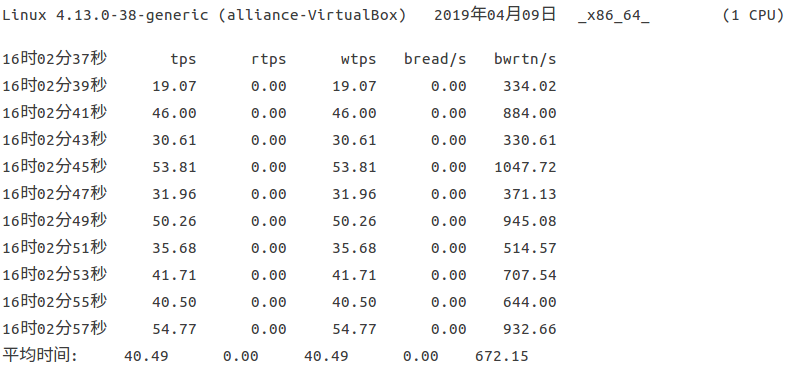 Linux 4.13.0-38-generic (alliance-VirtualBox) 2019年04月09日 _x86_64_ (1 CPU)
16时02分37秒 tps rtps wtps bread/s bwrtn/s
16时02分39秒 19.07 0.00 19.07 0.00 334.02
16时02分41秒 46.00 0.00 46.00 0.00 884.00
16时02分43秒 30.61 0.00 30.61 0.00 330.61
16时02分45秒 53.81 0.00 53.81 0.00 1047.72
16时02分47秒 31.96 0.00 31.96 0.00 371.13
16时02分49秒 50.26 0.00 50.26 0.00 945.08
16时02分51秒 35.68 0.00 35.68 0.00 514.57
16时02分53秒 41.71 0.00 41.71 0.00 707.54
16时02分55秒 40.50 0.00 40.50 0.00 644.00
16时02分57秒 54.77 0.00 54.77 0.00 932.66
平均时间: 40.49 0.00 40.49 0.00 672.15